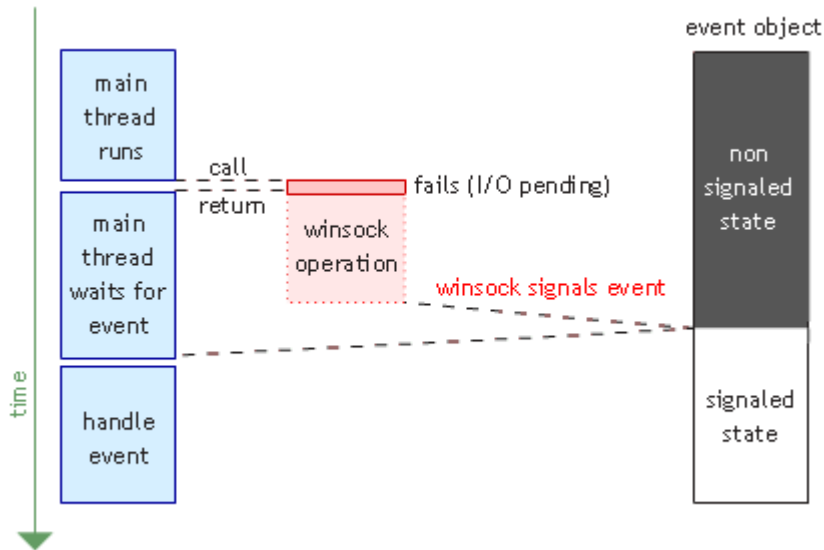 event object
main
thread
runs
call
return
fails (I/O pending)
non
signaled
state
main
thread
waits for
event
winsock
operation
winsock signals event
time
handle
event
signaled
state